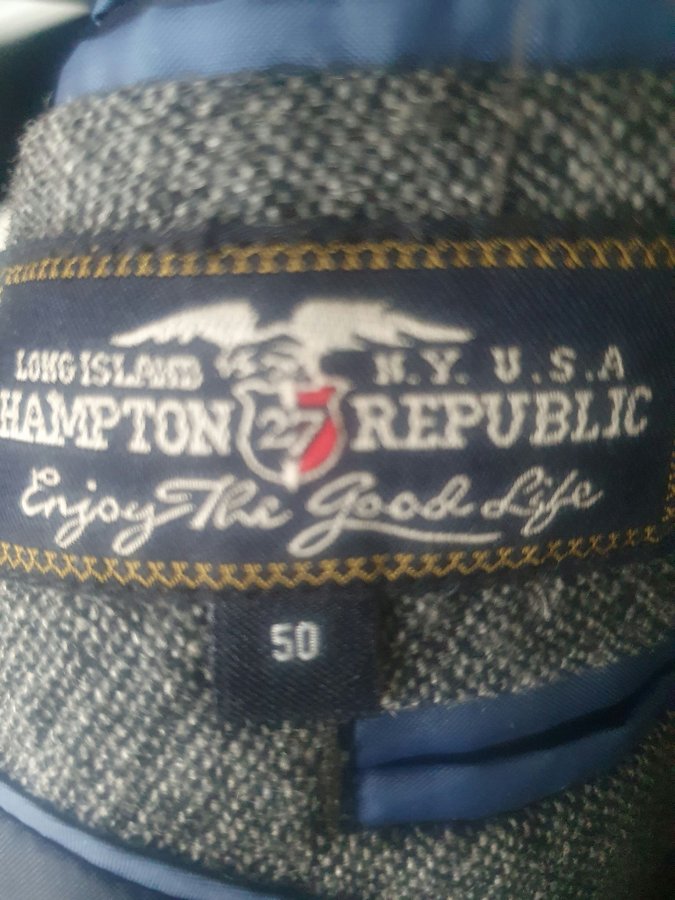 LONG ISLAND N.Y. U.S.A
HAMPTON 27 REPUBLIC
Enjoy The Good Life
50